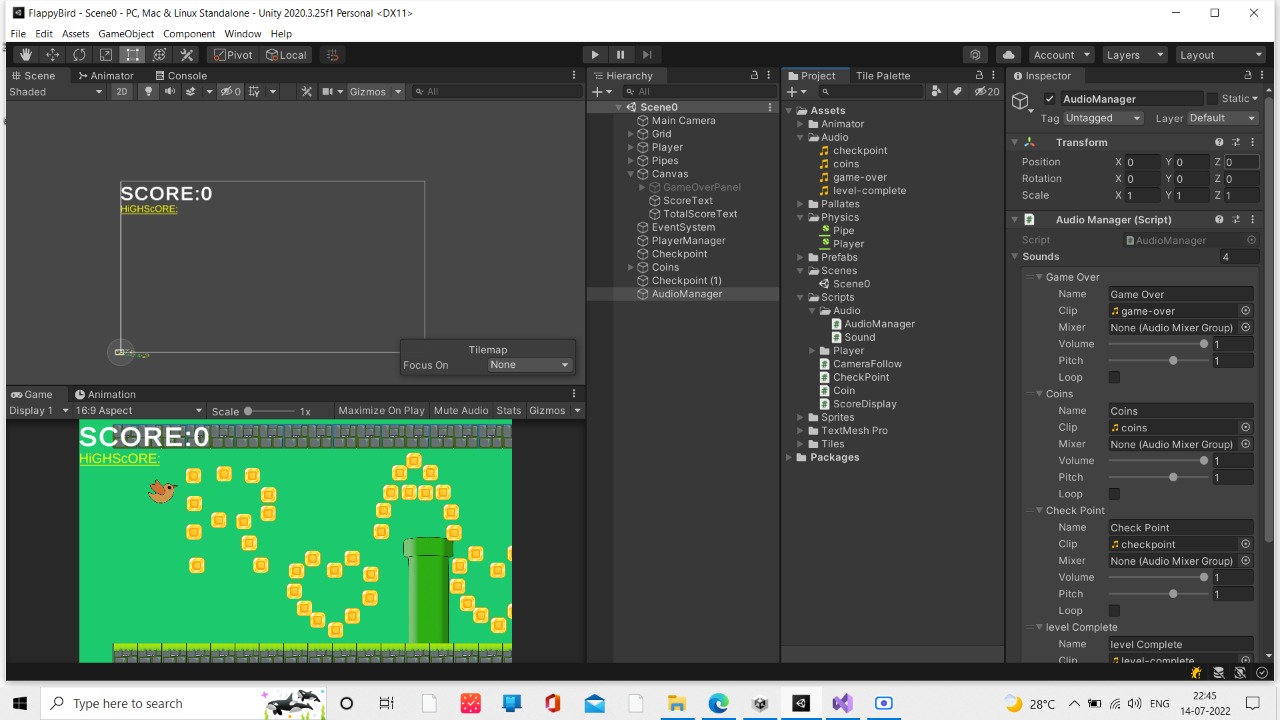 FlappyBird - Scene0 - PC, Mac & Linux Standalone - Unity 2020.3.25f1 Personal <DX11>
File Edit Assets GameObject Component Window Help
Pivot Local Account Layers Layout
Scene Animator Console
Shaded 2D 0 Gizmos All
SCORE:0
HiGHScORE:
Tilemap
Focus On None
Game Animation
Display 1 16:9 Aspect Scale 1x Maximize On Play Mute Audio Stats Gizmos
SCORE:0
HiGHScORE:
Hierarchy
All
Scene0
Main Camera
Grid
Player
Pipes
Canvas
GameOverPanel
ScoreText
TotalScoreText
EventSystem
PlayerManager
Checkpoint
Coins
Checkpoint (1)
AudioManager
Project Tile Palette
20
Assets
Animator
Audio
checkpoint
coins
game-over
level-complete
Pallates
Physics
Pipe
Player
Prefabs
Scenes
Scene0
Scripts
Audio
AudioManager
Sound
Player
CameraFollow
CheckPoint
Coin
ScoreDisplay
Sprites
TextMesh Pro
Tiles
Packages
Inspector
AudioManager Static
Tag Untagged Layer Default
Transform
Position X 0 Y 0 Z 0
Rotation X 0 Y 0 Z 0
Scale X 1 Y 1 Z 1
Audio Manager (Script)
Script AudioManager
Sounds 4
Game Over
Name Game Over
Clip game-over
Mixer None (Audio Mixer Group)
Volume 1
Pitch 1
Loop
Coins
Name Coins
Clip coins
Mixer None (Audio Mixer Group)
Volume 1
Pitch 1
Loop
Check Point
Name Check Point
Clip checkpoint
Mixer None (Audio Mixer Group)
Volume 1
Pitch 1
Loop
level Complete
Name level Complete
Clip level-complete
Type here to search
28°C ENG 22:45
14-07-2022